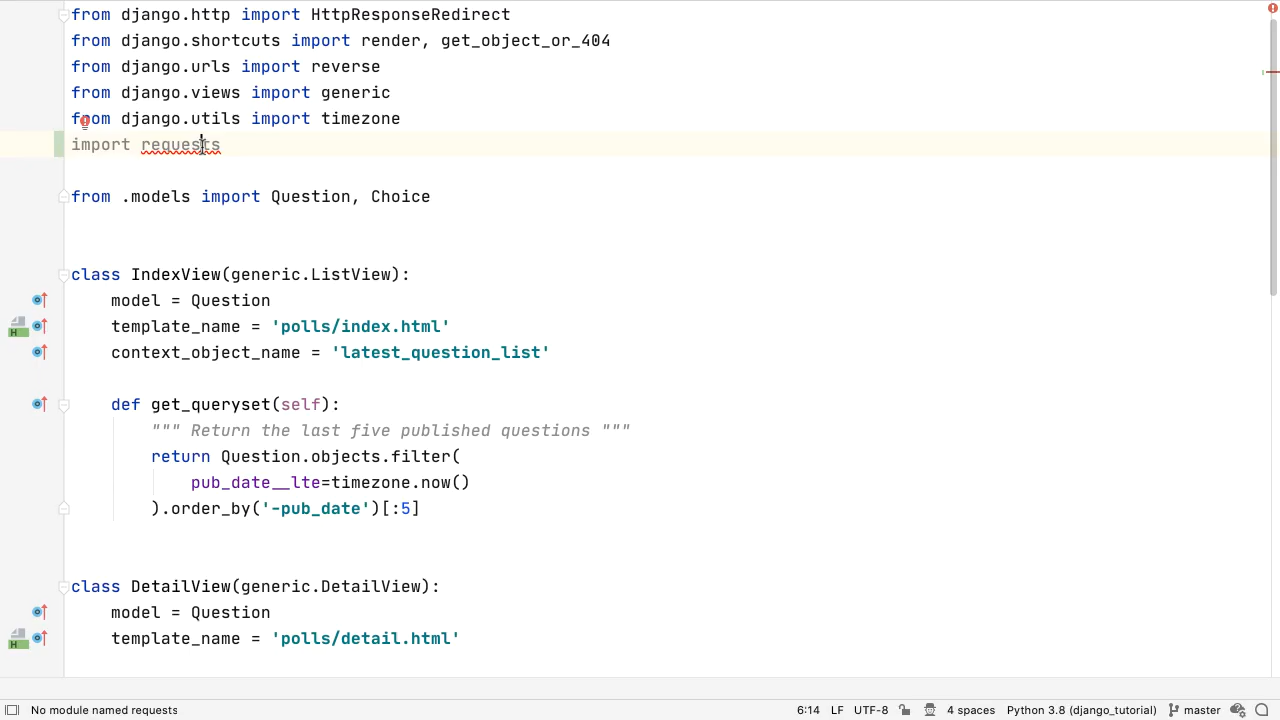 from django.http import HttpResponseRedirect
from django.shortcuts import render, get_object_or_404
from django.urls import reverse
from django.views import generic
from django.utils import timezone
import requests
from .models import Question, Choice
class IndexView(generic.ListView):
    model = Question
    template_name = 'polls/index.html'
    context_object_name = 'latest_question_list'
    def get_queryset(self):
        """ Return the last five published questions """
        return Question.objects.filter(
            pub_date__lte=timezone.now()
        ).order_by('-pub_date')[:5]
class DetailView(generic.DetailView):
    model = Question
H
    template_name = 'polls/detail.html'
H
No module named requests 6:14 LF UTF-8 4 spaces Python 3.8 (django_tutorial) master